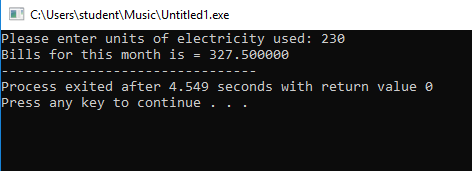 C:\Users\student\Music\Untitled1.exe
Please enter units of electricity used: 230
Bills for this month is = 327.500000
--------------------------------
Process exited after 4.549 seconds with return value 0
Press any key to continue . . .